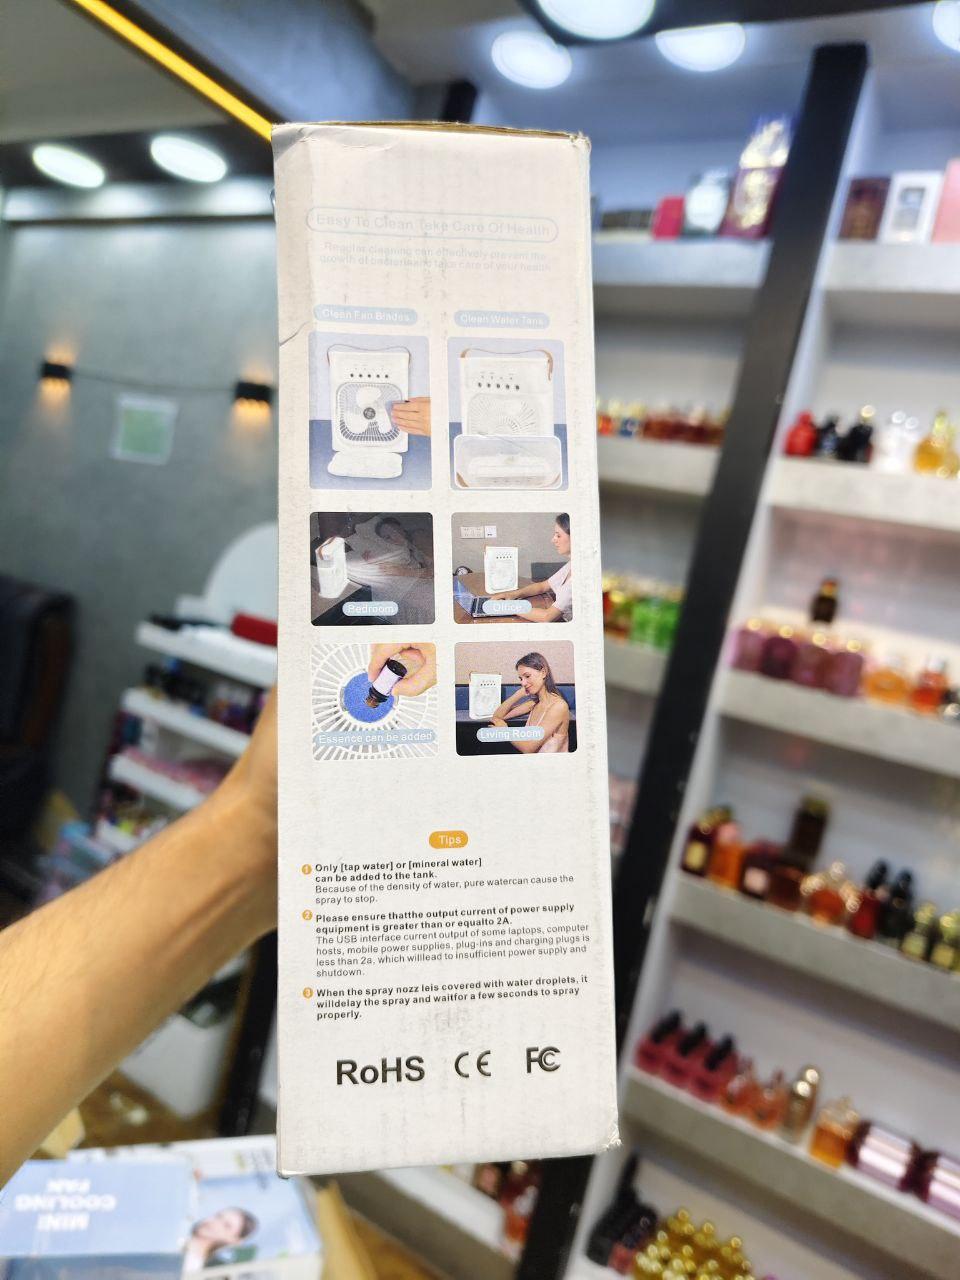 Easy To Clean Take Care Of Health
Reaglar cleaning can effectively prevent the
growth of bacteria and take care of your health
Clean Fan Blades
Clean Water Tank
Bedroom
Office
Essence can be added
Living Room
Tips
1 Only [tap water] or [mineral water]
can be added to the tank.
Because of the density of water, pure watercan cause the
spray to stop.
2 Please ensure thatthe output current of power supply
equipment is greater than or equalto 2A.
The USB interface current output of some laptops, computer
hosts, mobile power supplies, plug-ins and charging plugs is
less than 2a, which willlead to insufficient power supply and
shutdown.
3 When the spray nozz leis covered with water droplets, it
willdelay the spray and waitfor a few seconds to spray
properly.
RoHS CE FC
MINI
COOLING
FAN